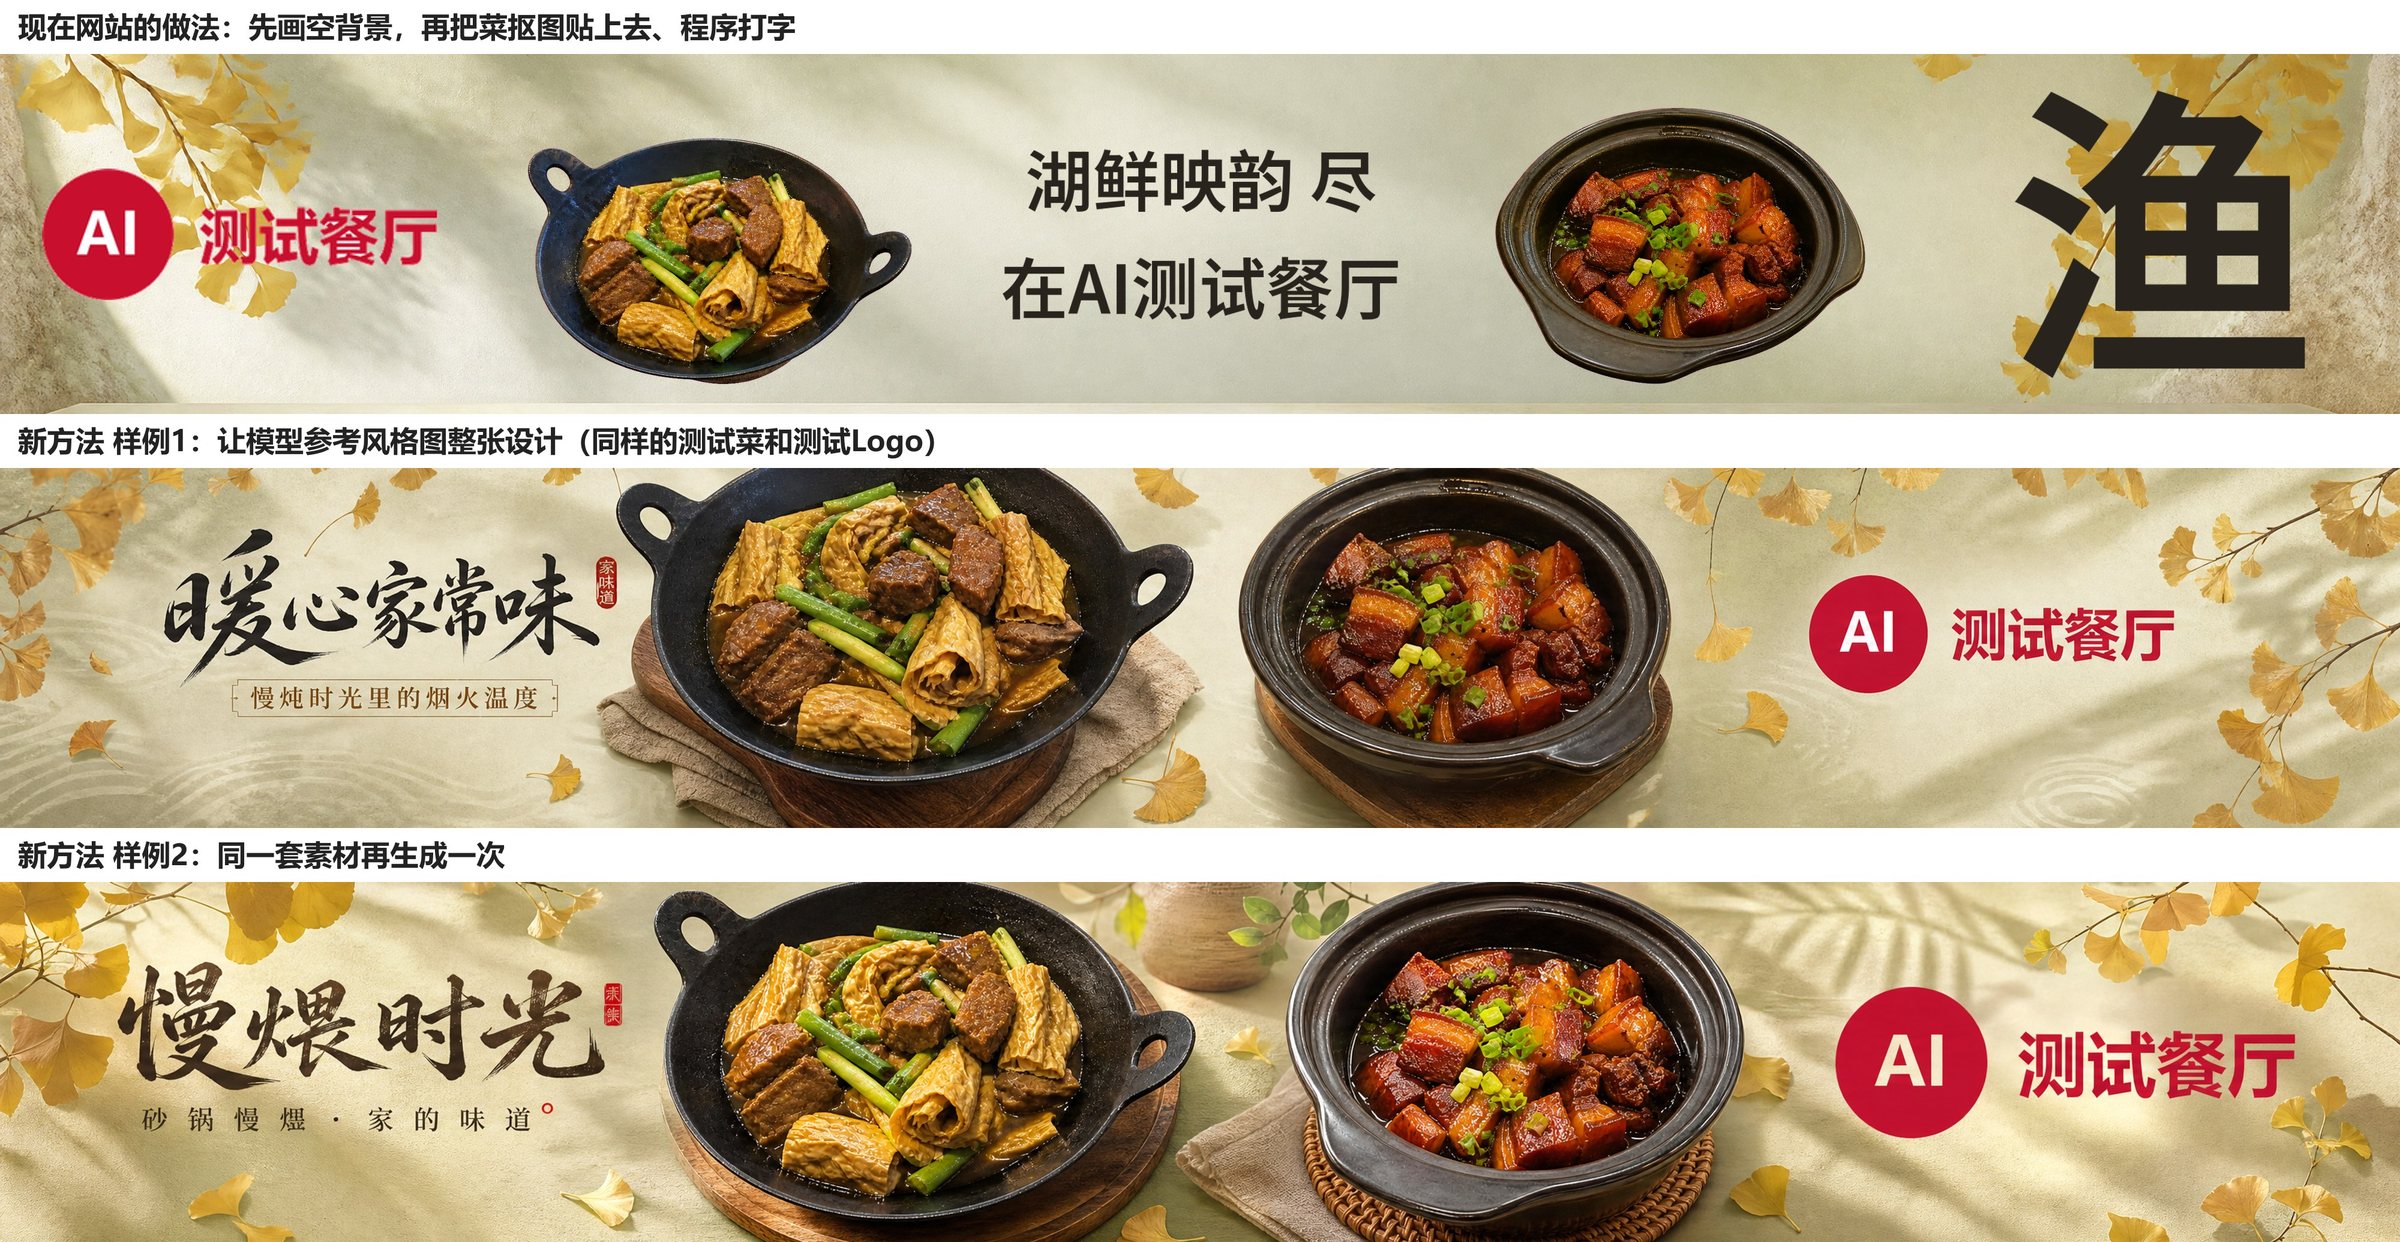 现在网站的做法：先画空背景，再把菜抠图贴上去、程序打字
AI 测试餐厅
湖鲜映韵 尽
在AI测试餐厅
渔
新方法 样例1：让模型参考风格图整张设计（同样的测试菜和测试Logo）
暖心家常味
家味道
慢炖时光里的烟火温度
AI 测试餐厅
新方法 样例2：同一套素材再生成一次
慢煨时光
砂锅慢煜·家的味道
AI 测试餐厅